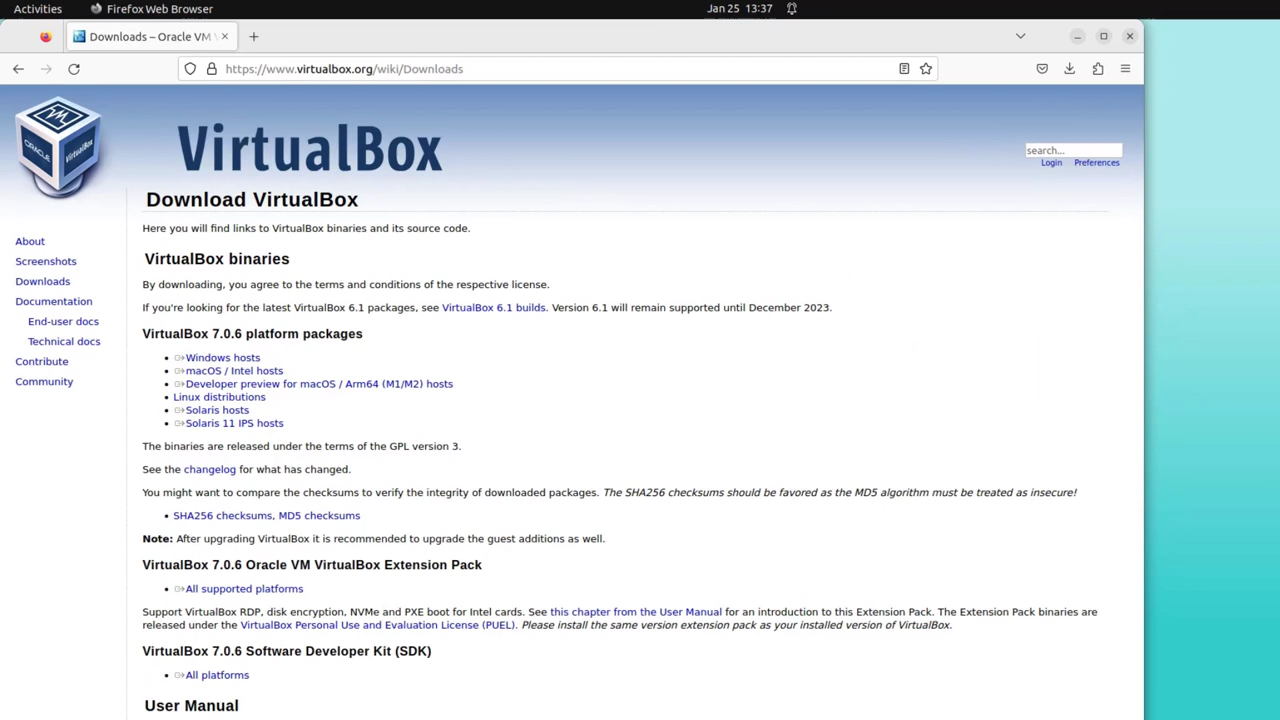 Activities Firefox Web Browser Jan 25 13:37
Downloads – Oracle VM
https://www.virtualbox.org/wiki/Downloads
ORACLE VirtualBox
VirtualBox
search...
Login Preferences
About
Screenshots
Downloads
Documentation
End-user docs
Technical docs
Contribute
Community
Download VirtualBox
Here you will find links to VirtualBox binaries and its source code.
VirtualBox binaries
By downloading, you agree to the terms and conditions of the respective license.
If you're looking for the latest VirtualBox 6.1 packages, see VirtualBox 6.1 builds. Version 6.1 will remain supported until December 2023.
VirtualBox 7.0.6 platform packages
Windows hosts
macOS / Intel hosts
Developer preview for macOS / Arm64 (M1/M2) hosts
Linux distributions
Solaris hosts
Solaris 11 IPS hosts
The binaries are released under the terms of the GPL version 3.
See the changelog for what has changed.
You might want to compare the checksums to verify the integrity of downloaded packages. The SHA256 checksums should be favored as the MD5 algorithm must be treated as insecure!
SHA256 checksums, MD5 checksums
Note: After upgrading VirtualBox it is recommended to upgrade the guest additions as well.
VirtualBox 7.0.6 Oracle VM VirtualBox Extension Pack
All supported platforms
Support VirtualBox RDP, disk encryption, NVMe and PXE boot for Intel cards. See this chapter from the User Manual for an introduction to this Extension Pack. The Extension Pack binaries are
released under the VirtualBox Personal Use and Evaluation License (PUEL). Please install the same version extension pack as your installed version of VirtualBox.
VirtualBox 7.0.6 Software Developer Kit (SDK)
All platforms
User Manual